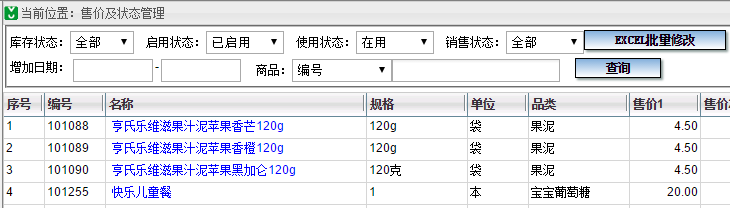 当前位置：售价及状态管理
库存状态：全部 启用状态：已启用 使用状态：在用 销售状态：全部 EXCEL批量修改
增加日期： - 商品：编号 查询
序号 编号 名称 规格 单位 品类 售价1 售价2
1 101088 亨氏乐维滋果汁泥苹果香芒120g 120g 袋 果泥 4.50
2 101089 亨氏乐维滋果汁泥苹果香橙120g 120g 袋 果泥 4.50
3 101090 亨氏乐维滋果汁泥苹果黑加仑120g 120克 袋 果泥 4.50
4 101255 快乐儿童餐 1 本 宝宝葡萄糖 20.00